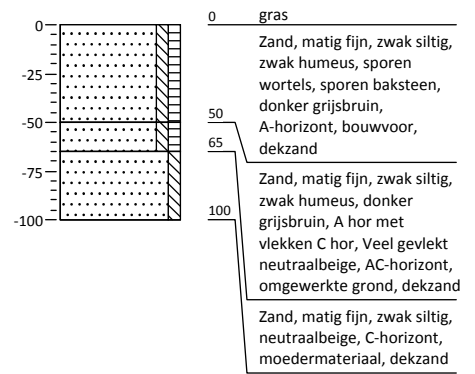 0 gras
0
Zand, matig fijn, zwak siltig,
zwak humeus, sporen
wortels, sporen baksteen,
donker grijsbruin,
A-horizont, bouwvoor,
dekzand
-25
-50
50
65
-75
Zand, matig fijn, zwak siltig,
zwak humeus, donker
grijsbruin, A hor met
vlekken C hor, Veel gevlekt
neutraalbeige, AC-horizont,
omgewerkte grond, dekzand
-100
100
Zand, matig fijn, zwak siltig,
neutraalbeige, C-horizont,
moedermateriaal, dekzand